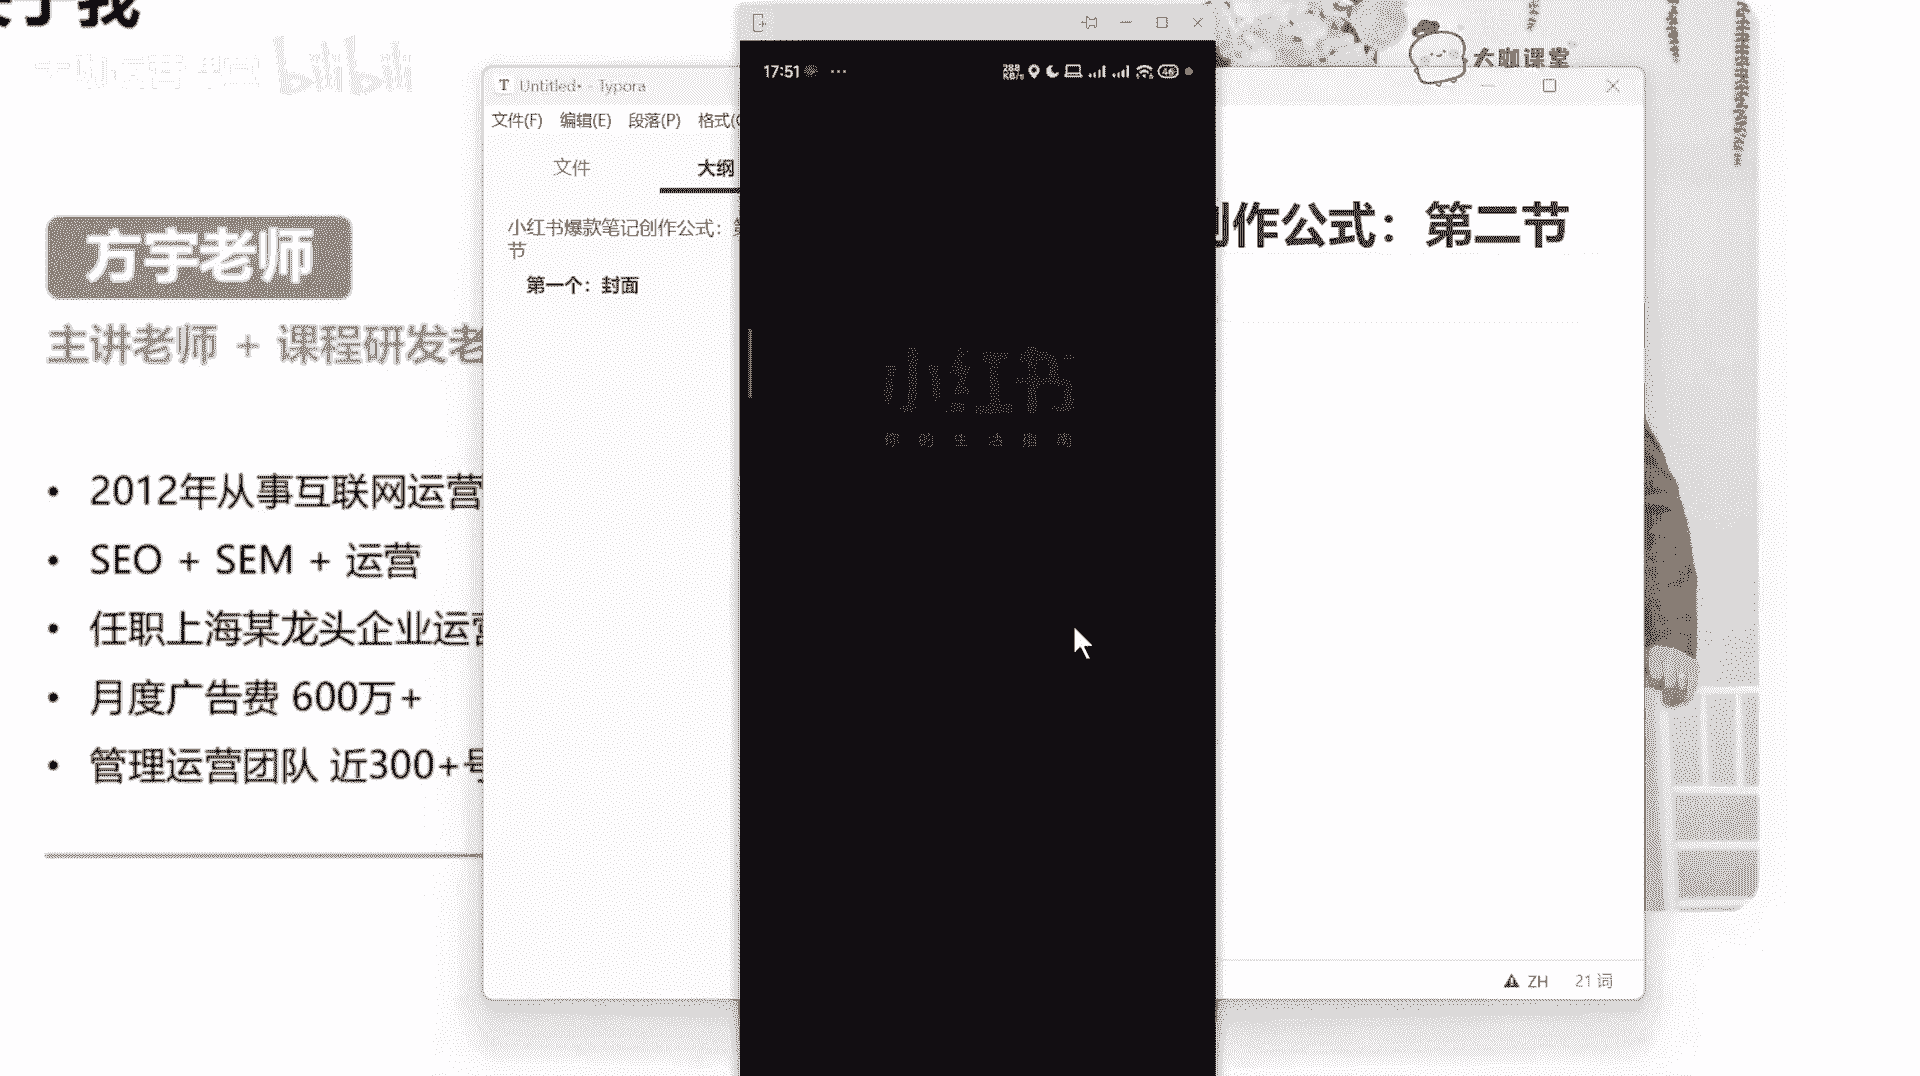 于我
bilibili
大咖课堂
方宇老师
主讲老师 + 课程研发老
• 2012年从事互联网运营
• SEO + SEM + 运营
• 任职上海某龙头企业运营
• 月度广告费 600万+
• 管理运营团队 近300+号
T Untitled• - Typora
文件(F) 编辑(E) 段落(P) 格式(
文件 大纲
小红书爆款笔记创作公式：第
节
第一个：封面
创作公式：第二节
ZH 21 词
17:51 ···
288 KB/s 46
小红书
你的生活指南